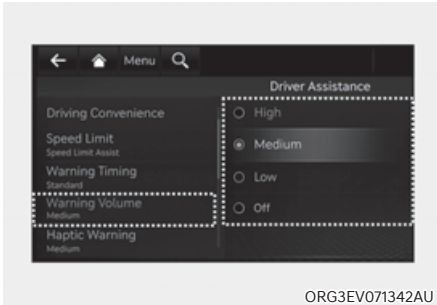 Menu
Driver Assistance
Driving Convenience
Speed Limit
Speed Limit Assist
Warning Timing
Standard
Warning Volume
Medium
Haptic Warning
Medium
High
Medium
Low
Off
ORG3EV071342AU